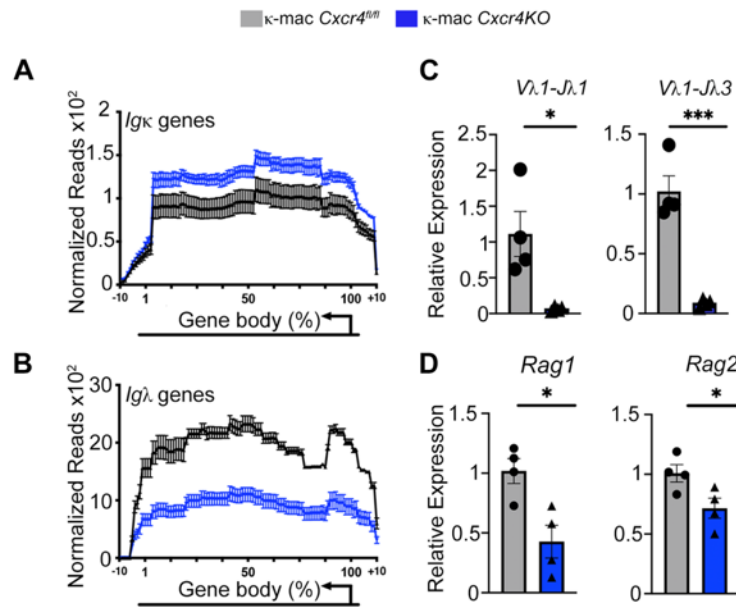 κ-mac Cxcr4fl/fl κ-mac Cxcr4KO
A
Igκ genes
Normalized Reads x10²
2
1.5
1
0.5
0
-10 1 50 100 +10
Gene body (%)
B
Igλ genes
Normalized Reads x10²
30
20
10
0
-10 1 50 100 +10
Gene body (%)
C
Vλ1-Jλ1 Vλ1-Jλ3
* ***
Relative Expression
2.5
2
1.5
1
0.5
0
1.5
1
0.5
0
D
Rag1 Rag2
* *
Relative Expression
1.5
1
0.5
0
1.5
1
0.5
0